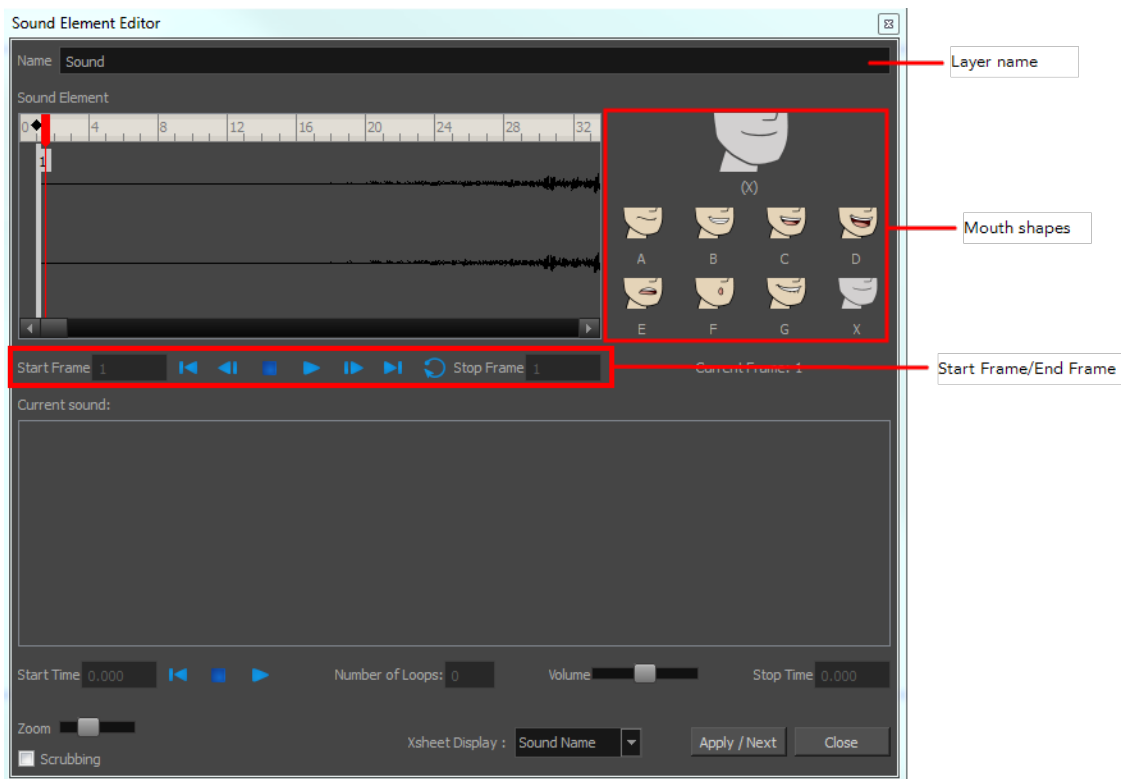 Sound Element Editor
Name Sound
Layer name
Sound Element
0 4 8 12 16 20 24 28 32
1
(X)
A B C D
Mouth shapes
E F G X
Start Frame 1 Stop Frame 1 Current Frame: 1
Start Frame/End Frame
Current sound:
Start Time 0.000 Number of Loops: 0 Volume Stop Time 0.000
Zoom
Xsheet Display : Sound Name Apply / Next Close
Scrubbing